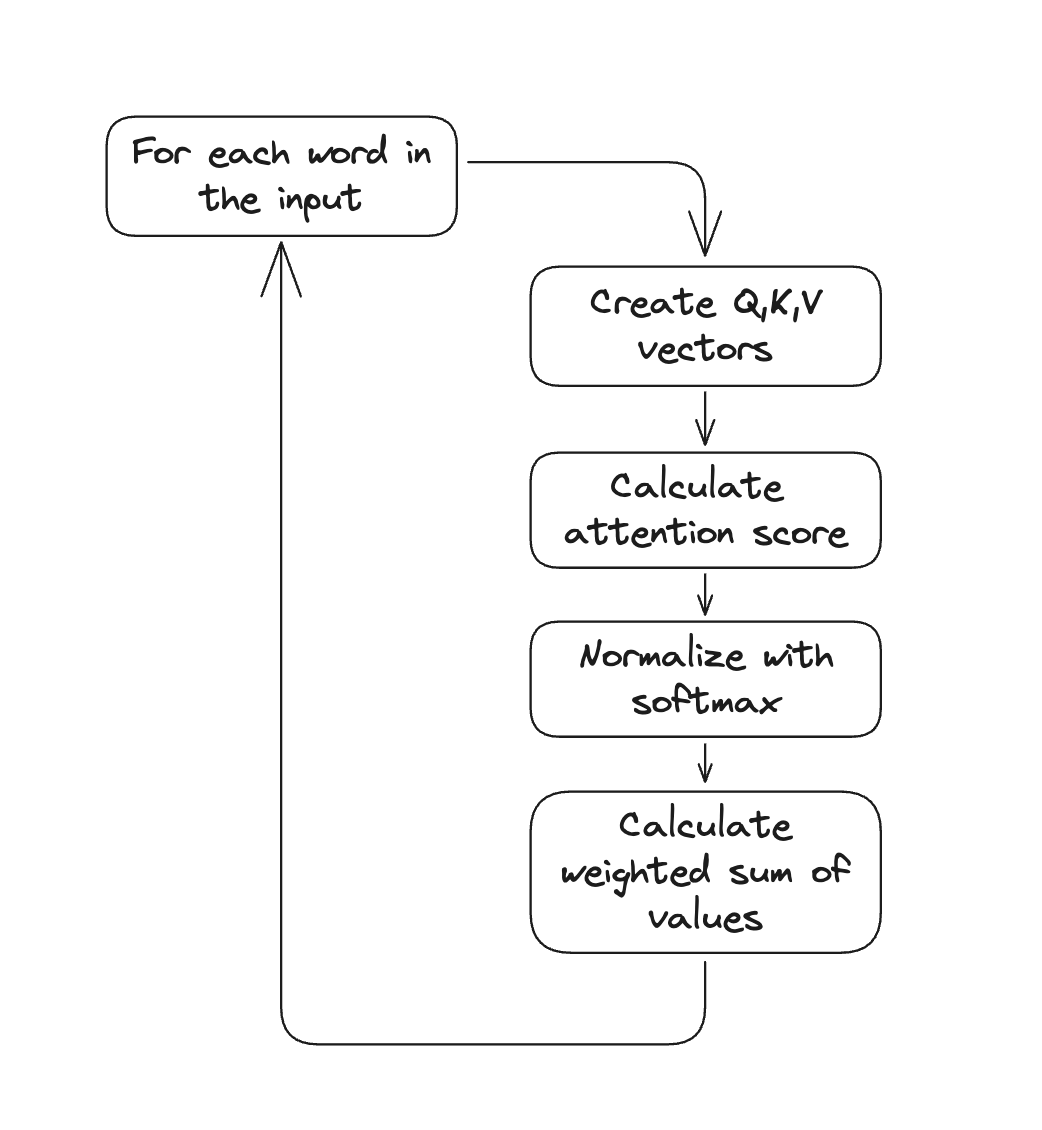 For each word in
the input
Create Q,K,V
vectors
Calculate
attention score
Normalize with
softmax
Calculate
weighted sum of
values